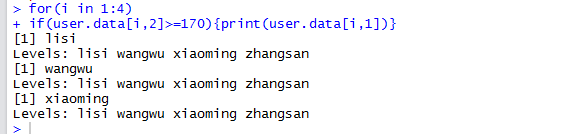 > for(i in 1:4)
+ if(user.data[i,2]>=170){print(user.data[i,1])}
[1] lisi
Levels: lisi wangwu xiaoming zhangsan
[1] wangwu
Levels: lisi wangwu xiaoming zhangsan
[1] xiaoming
Levels: lisi wangwu xiaoming zhangsan
>